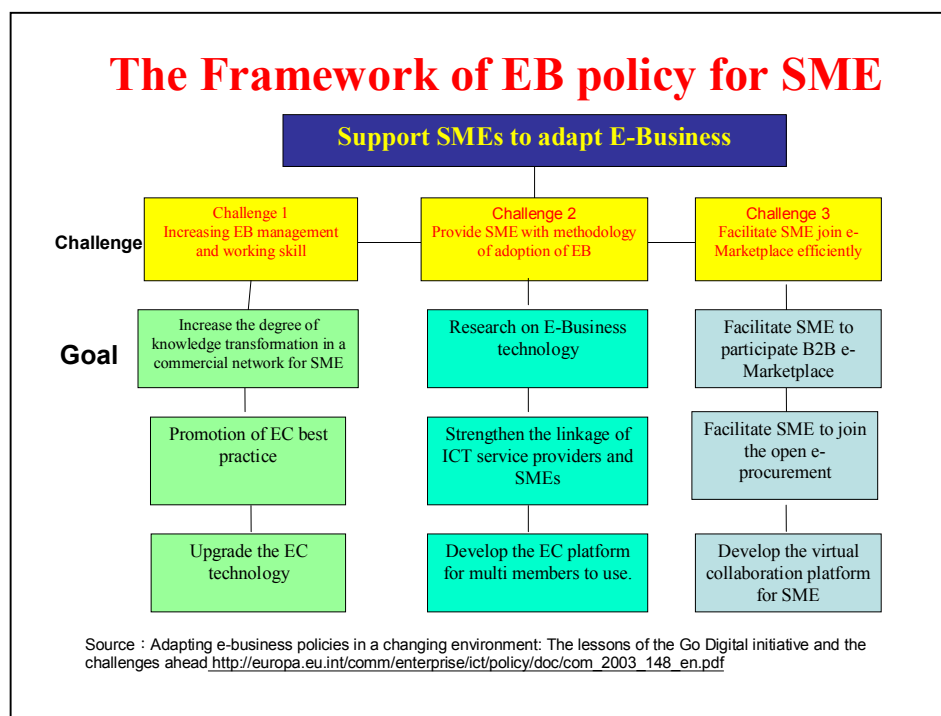 The Framework of EB policy for SME
Support SMEs to adapt E-Business
Challenge
Challenge 1
Increasing EB management
and working skill
Challenge 2
Provide SME with methodology
of adoption of EB
Challenge 3
Facilitate SME join e-
Marketplace efficiently
Goal
Increase the degree of
knowledge transformation in a
commercial network for SME
Research on E-Business
technology
Facilitate SME to
participate B2B e-
Marketplace
Promotion of EC best
practice
Strengthen the linkage of
ICT service providers and
SMEs
Facilitate SME to join
the open e-
procurement
Upgrade the EC
technology
Develop the EC platform
for multi members to use.
Develop the virtual
collaboration platform
for SME
Source：Adapting e-business policies in a changing environment: The lessons of the Go Digital initiative and the
challenges ahead http://europa.eu.int/comm/enterprise/ict/policy/doc/com_2003_148_en.pdf